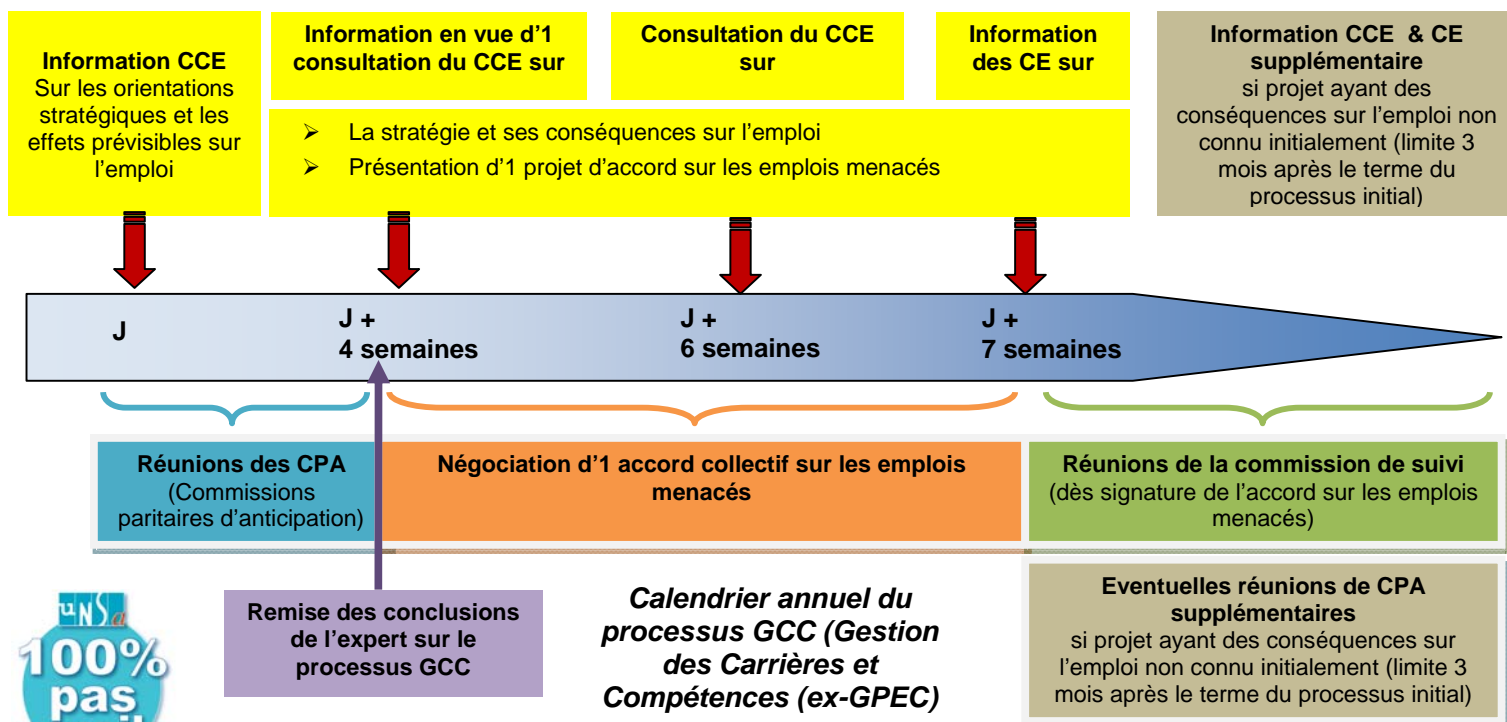 Information CCE
Sur les orientations
stratégiques et les
effets prévisibles sur
l'emploi
Information en vue d'1
consultation du CCE sur
Consultation du CCE
sur
Information
des CE sur
➢ La stratégie et ses conséquences sur l'emploi
➢ Présentation d'1 projet d'accord sur les emplois menacés
Information CCE & CE
supplémentaire
si projet ayant des
conséquences sur l'emploi non
connu initialement (limite 3
mois après le terme du
processus initial)
J
J +
4 semaines
J +
6 semaines
J +
7 semaines
Réunions des CPA
(Commissions
paritaires d'anticipation)
Négociation d'1 accord collectif sur les emplois
menacés
Réunions de la commission de suivi
(dès signature de l'accord sur les emplois
menacés)
Remise des conclusions
de l'expert sur le
processus GCC
Calendrier annuel du
processus GCC (Gestion
des Carrières et
Compétences (ex-GPEC)
Eventuelles réunions de CPA
supplémentaires
si projet ayant des conséquences sur
l'emploi non connu initialement (limite 3
mois après le terme du processus initial)
uNSa
100%
pas